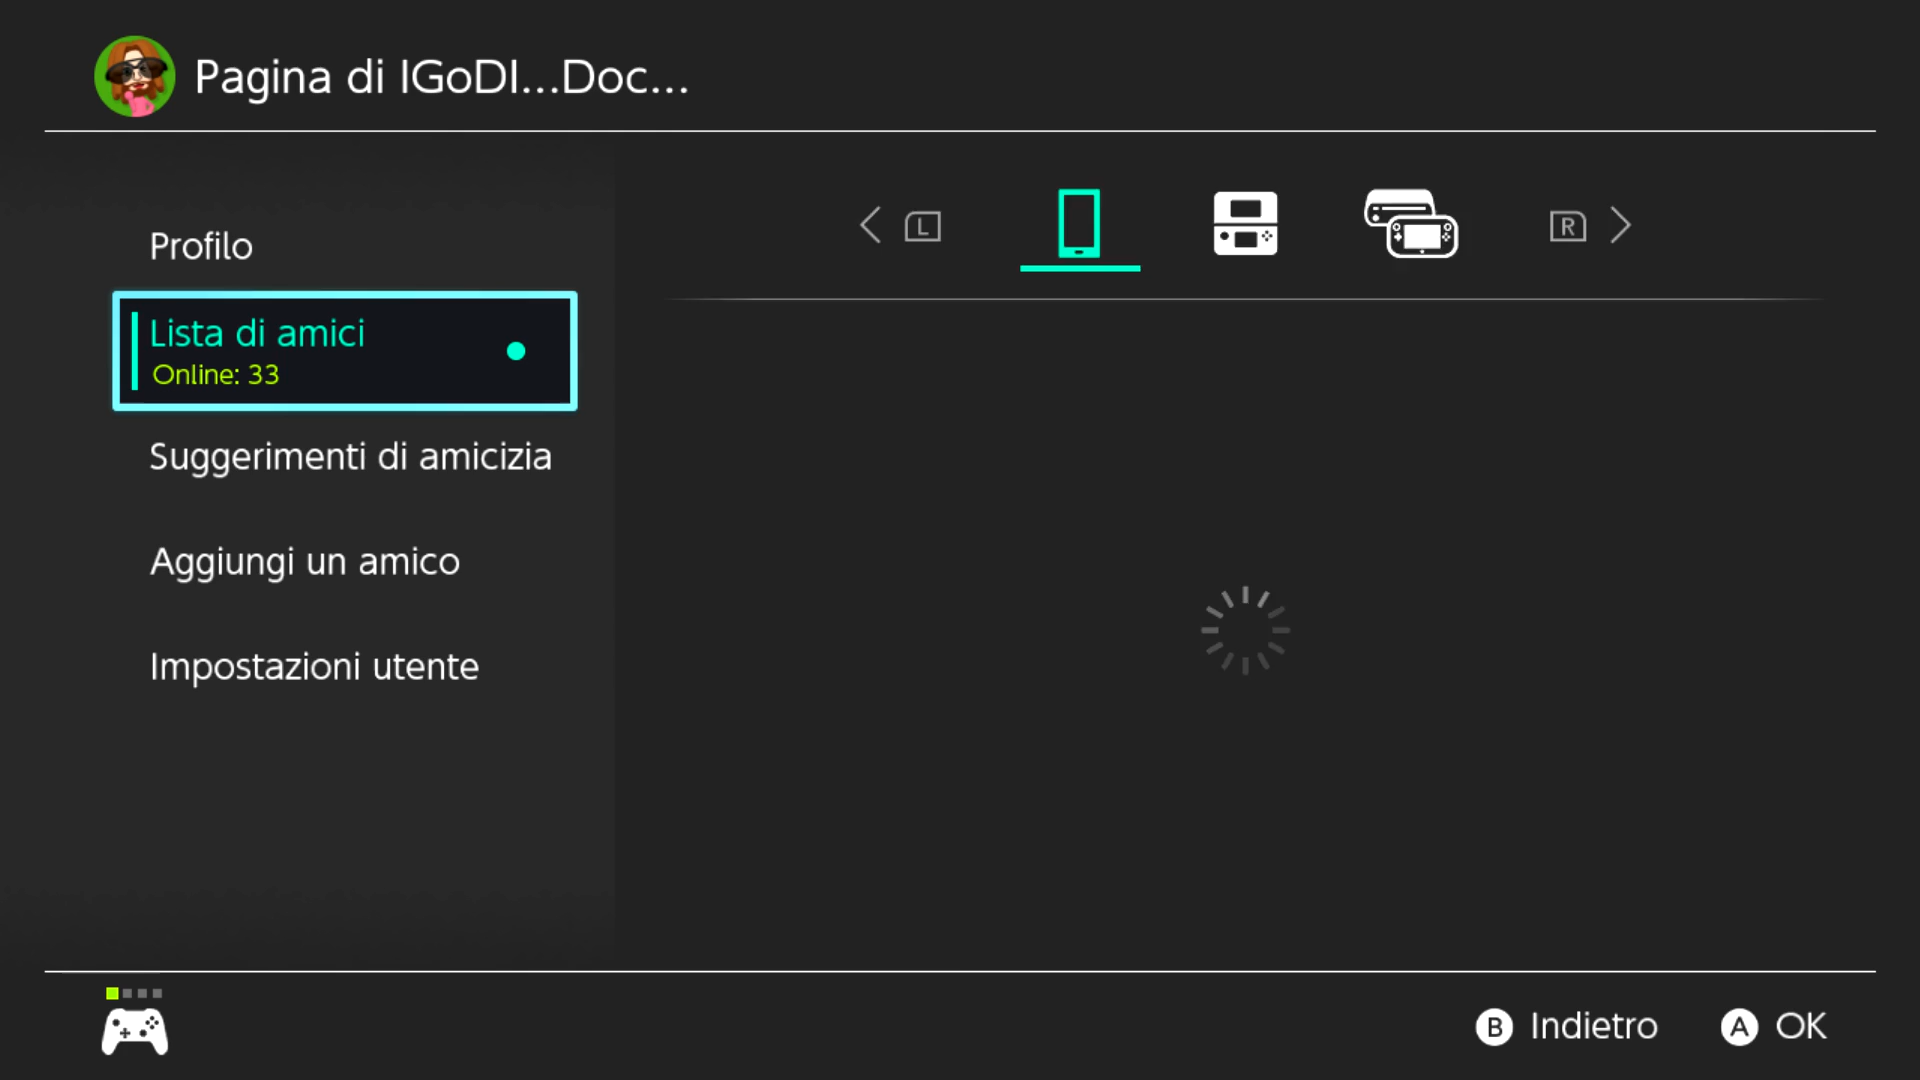 Pagina di IGoDI...Doc...
Profilo
Lista di amici
Online: 33
Suggerimenti di amicizia
Aggiungi un amico
Impostazioni utente
L
R
B Indietro
A OK